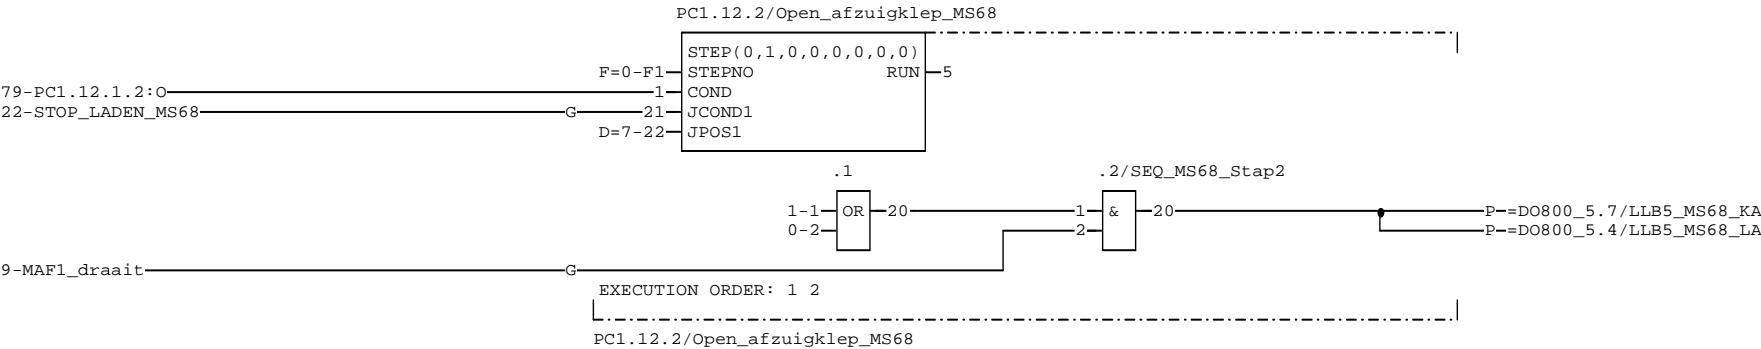 PC1.12.2/Open_afzuigklep_MS68
STEP(0,1,0,0,0,0,0,0)
F=0-F1 STEPNO RUN 5
79-PC1.12.1.2:O 1 COND
22-STOP_LADEN_MS68 G 21 JCOND1
D=7-22 JPOS1
.1 .2/SEQ_MS68_Stap2
1-1 OR 20 1 & 20 P-=DO800_5.7/LLB5_MS68_KA
0-2 2 P-=DO800_5.4/LLB5_MS68_LA
9-MAF1_draait G
EXECUTION ORDER: 1 2
PC1.12.2/Open_afzuigklep_MS68